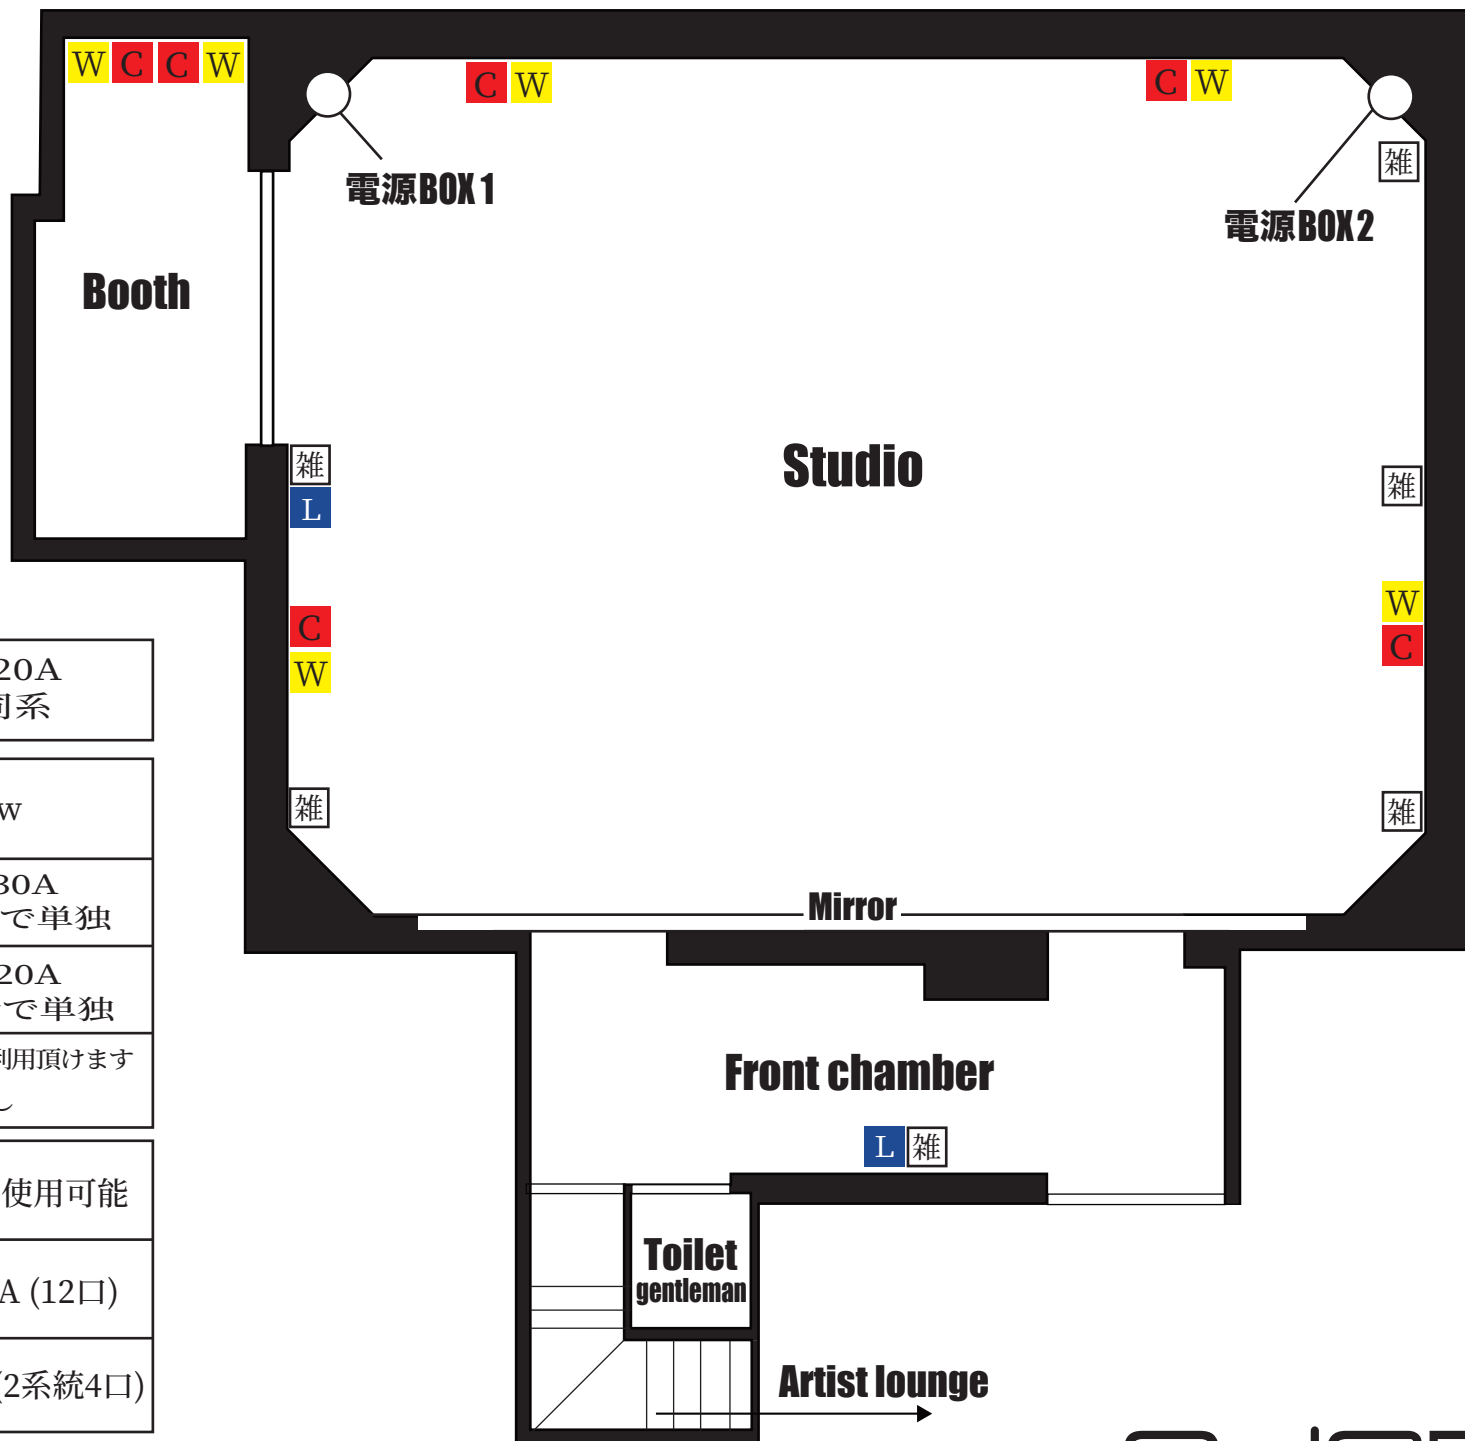 W C C W
C W
C W
電源BOX 1
雑
電源BOX 2
Booth
Studio
雑
L
雑
C
W
W
C
20A
系
雑
雑
W
30A
で単独
Mirror
20A
で単独
利用頂けます
Front chamber
L 雑
使用可能
Toilet
gentleman
A (12口)
(2系統4口)
Artist lounge